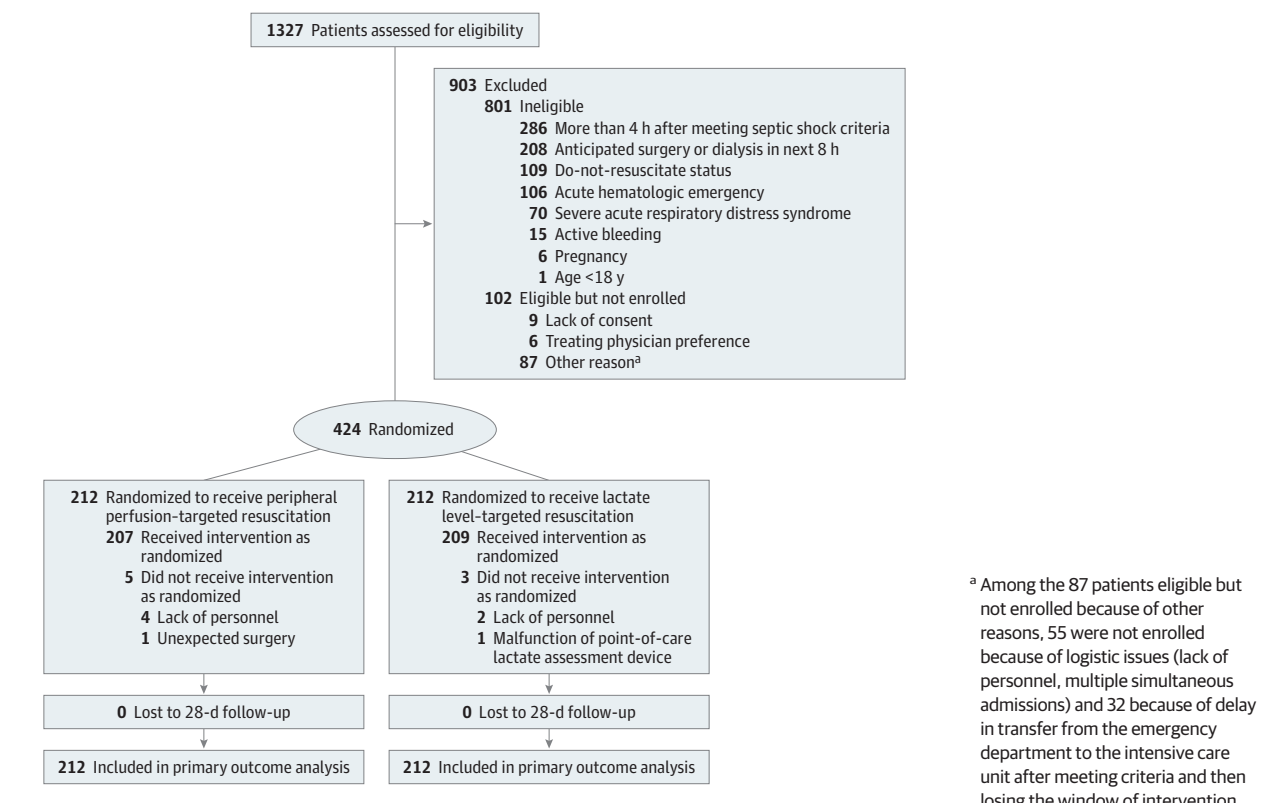 1327 Patients assessed for eligibility
903 Excluded
801 Ineligible
286 More than 4 h after meeting septic shock criteria
208 Anticipated surgery or dialysis in next 8 h
109 Do-not-resuscitate status
106 Acute hematologic emergency
70 Severe acute respiratory distress syndrome
15 Active bleeding
6 Pregnancy
1 Age <18 y
102 Eligible but not enrolled
9 Lack of consent
6 Treating physician preference
87 Other reasonᵃ
424 Randomized
212 Randomized to receive peripheral
perfusion–targeted resuscitation
207 Received intervention as
randomized
5 Did not receive intervention
as randomized
4 Lack of personnel
1 Unexpected surgery
212 Randomized to receive lactate
level–targeted resuscitation
209 Received intervention as
randomized
3 Did not receive intervention
as randomized
2 Lack of personnel
1 Malfunction of point-of-care
lactate assessment device
0 Lost to 28-d follow-up
0 Lost to 28-d follow-up
212 Included in primary outcome analysis
212 Included in primary outcome analysis
ᵃ Among the 87 patients eligible but
not enrolled because of other
reasons, 55 were not enrolled
because of logistic issues (lack of
personnel, multiple simultaneous
admissions) and 32 because of delay
in transfer from the emergency
department to the intensive care
unit after meeting criteria and then
losing the window of intervention